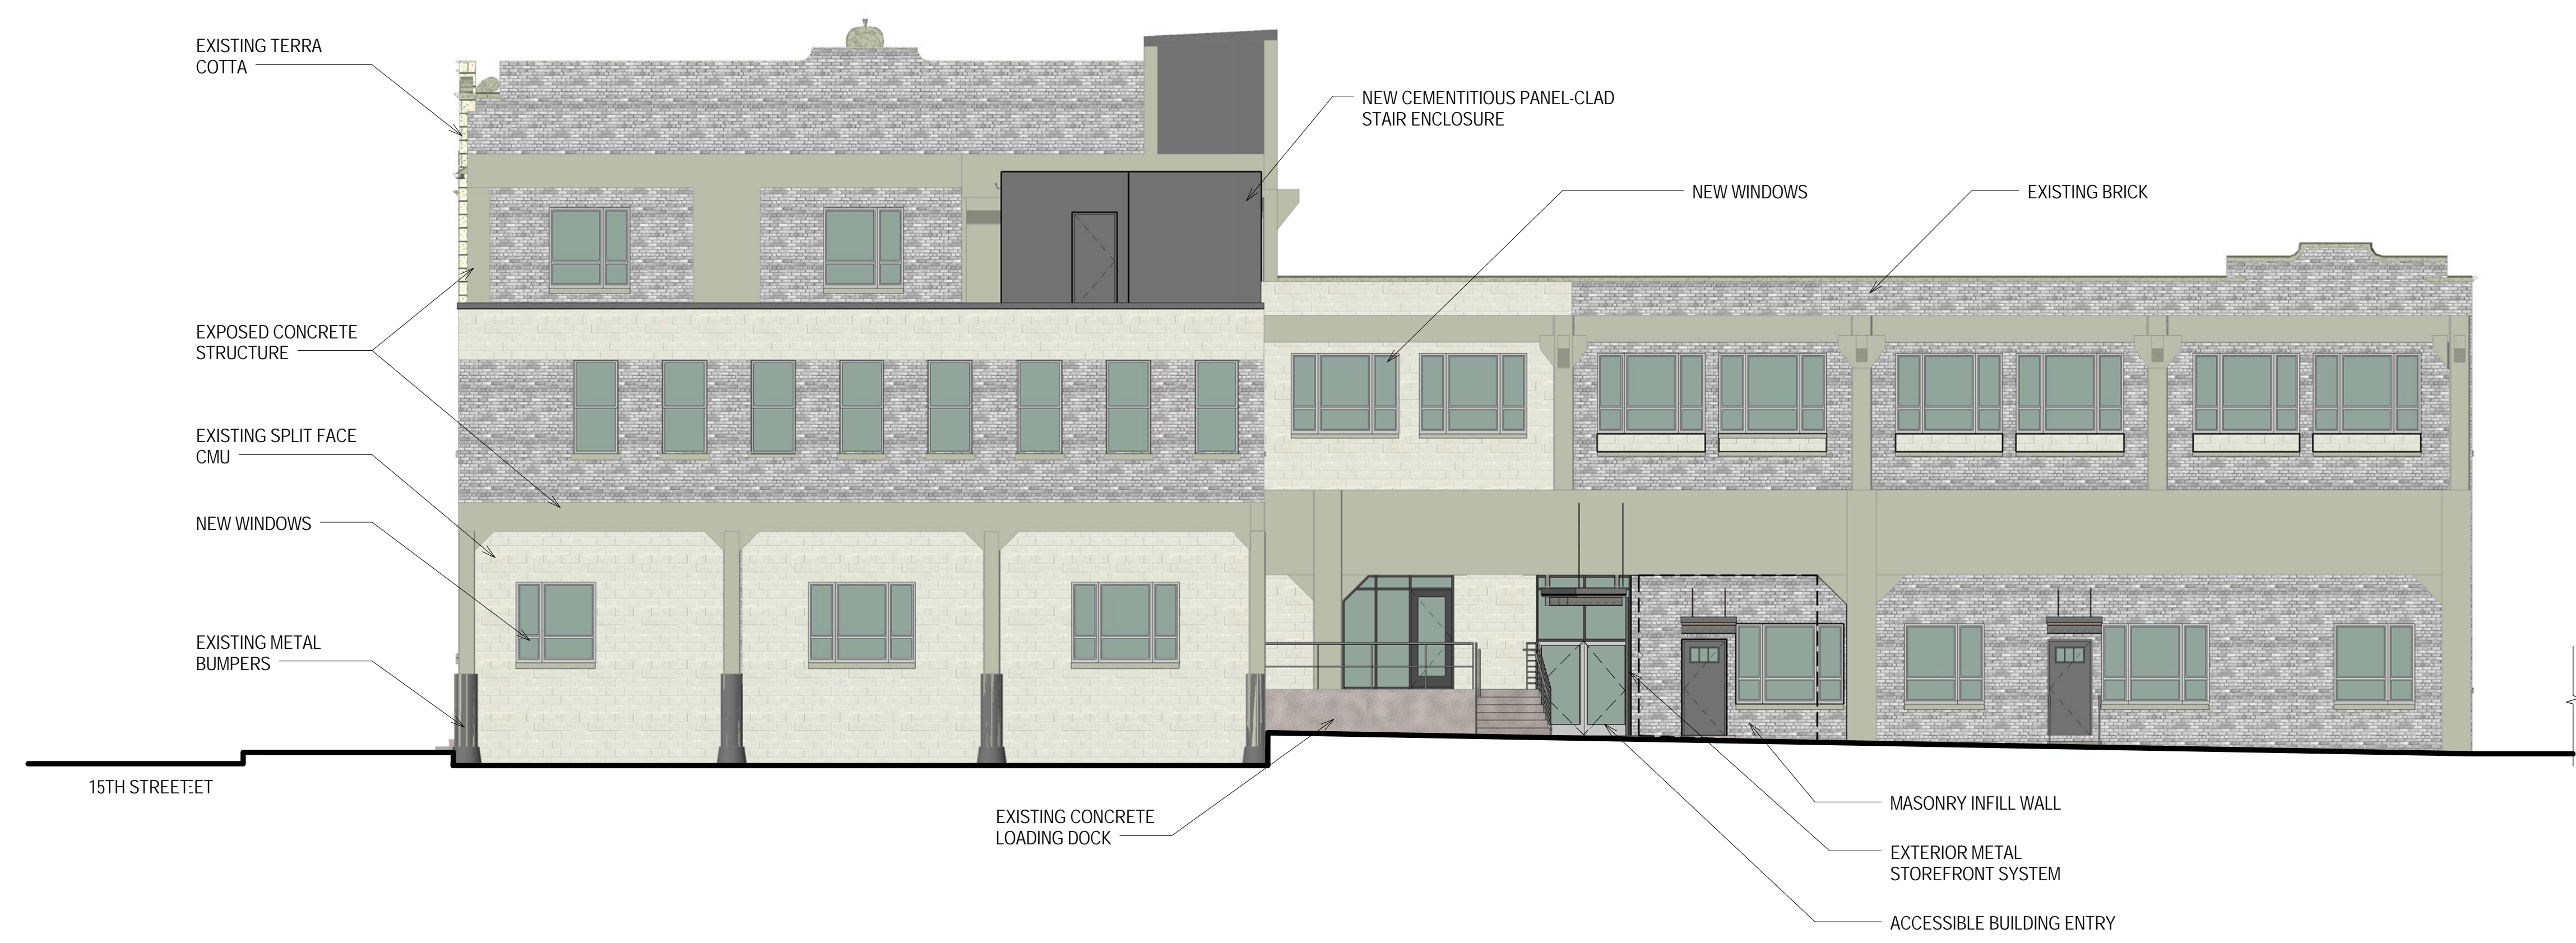 EXISTING TERRA
COTTA
NEW CEMENTITIOUS PANEL-CLAD
STAIR ENCLOSURE
NEW WINDOWS
EXISTING BRICK
EXPOSED CONCRETE
STRUCTURE
EXISTING SPLIT FACE
CMU
NEW WINDOWS
EXISTING METAL
BUMPERS
15TH STREETET
EXISTING CONCRETE
LOADING DOCK
MASONRY INFILL WALL
EXTERIOR METAL
STOREFRONT SYSTEM
ACCESSIBLE BUILDING ENTRY